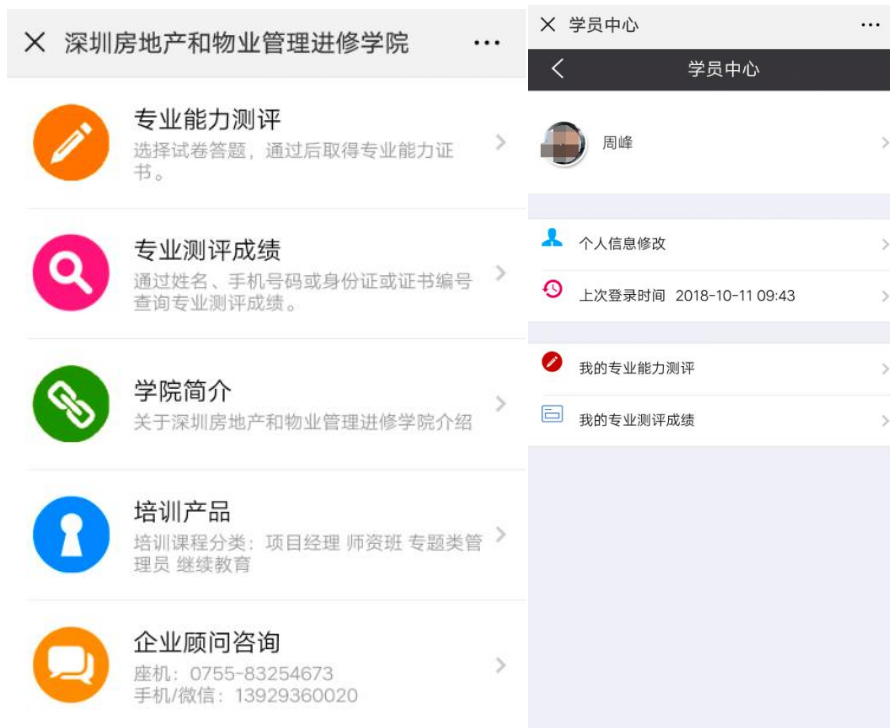 深圳房地产和物业管理进修学院
专业能力测评
选择试卷答题，通过后取得专业能力证
书。
专业测评成绩
通过姓名、手机号码或身份证或证书编号
查询专业测评成绩。
学院简介
关于深圳房地产和物业管理进修学院介绍
培训产品
培训课程分类：项目经理 师资班 专题类管
理员 继续教育
企业顾问咨询
座机：0755-83254673
手机/微信：13929360020
学员中心
学员中心
周峰
个人信息修改
上次登录时间 2018-10-11 09:43
我的专业能力测评
我的专业测评成绩